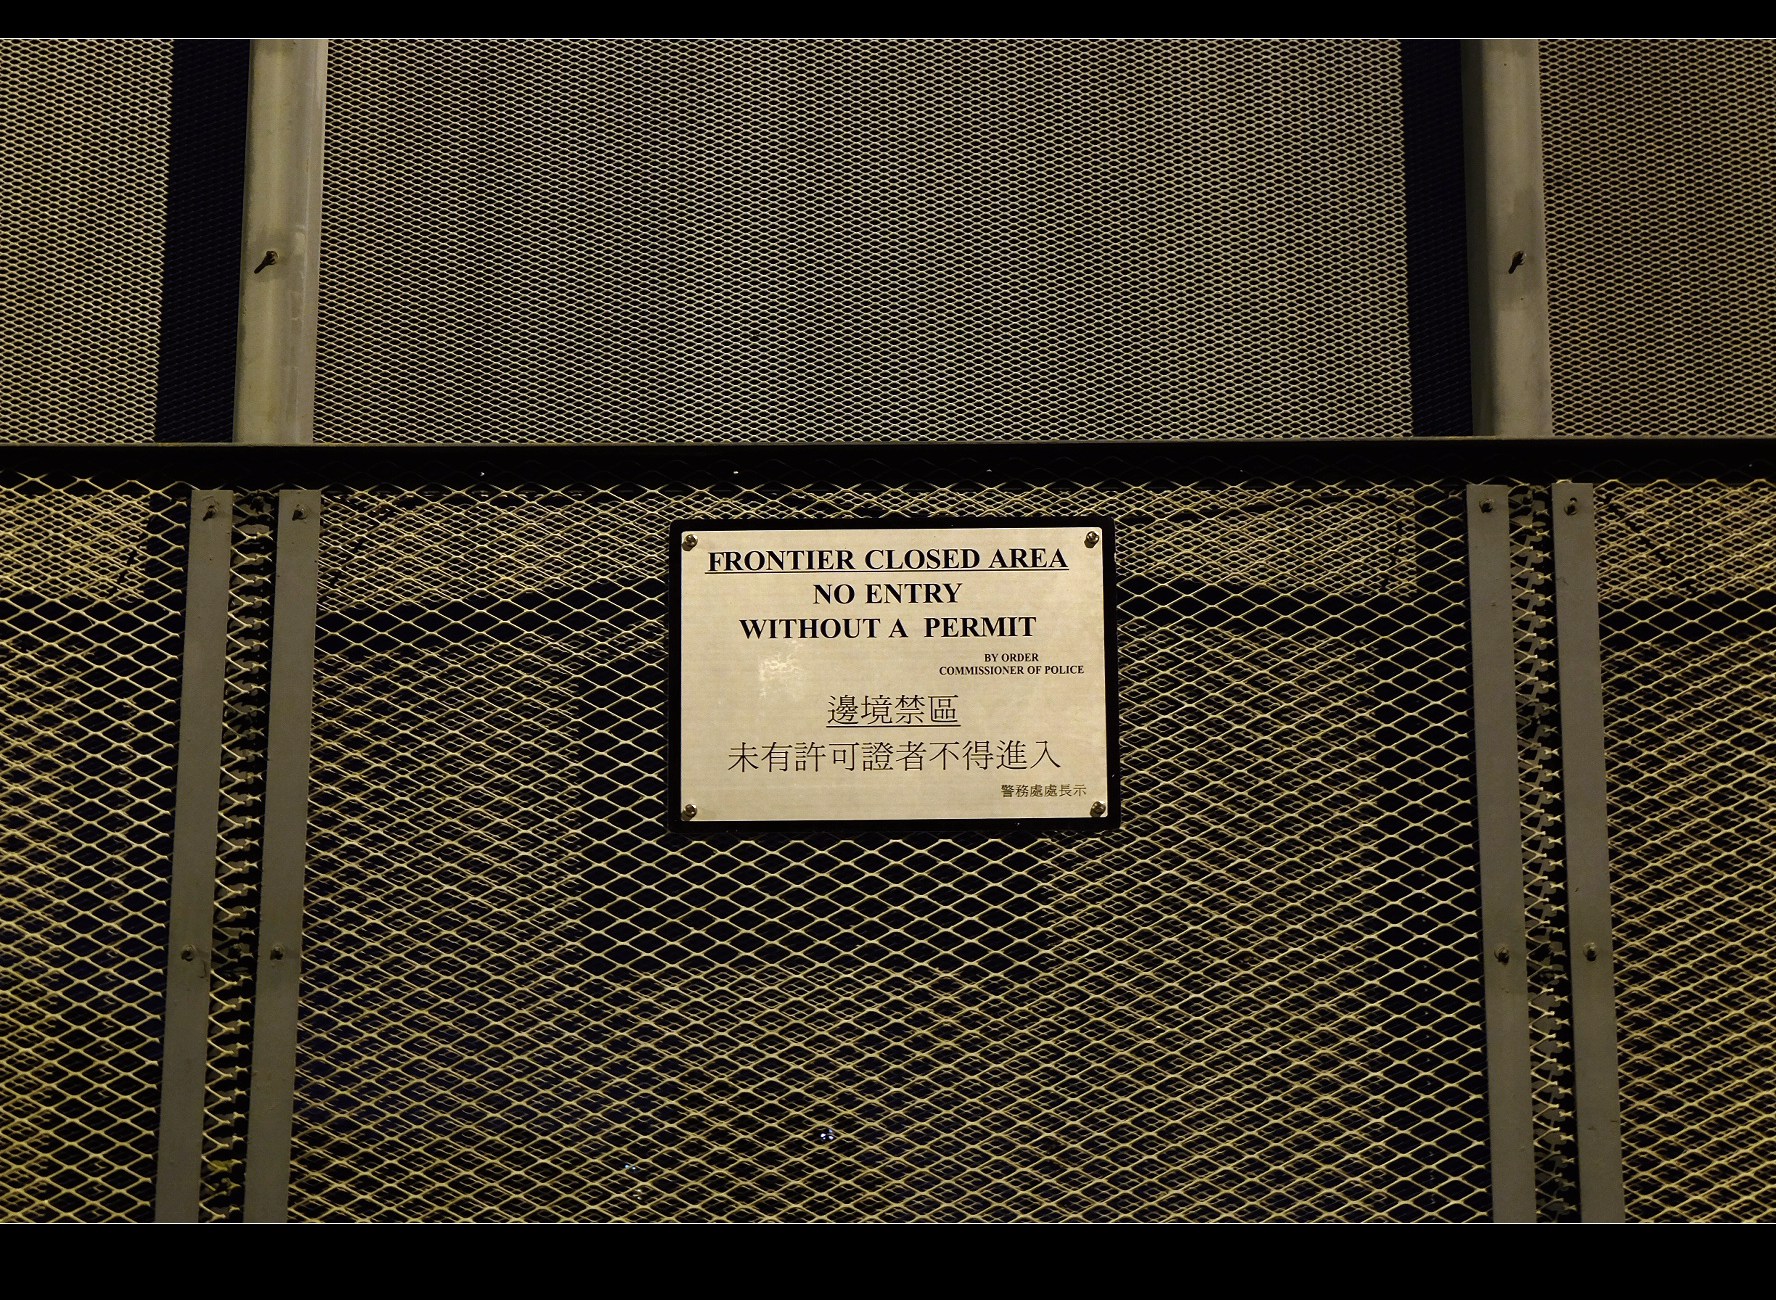 FRONTIER CLOSED AREA
NO ENTRY
WITHOUT A PERMIT
BY ORDER
COMMISSIONER OF POLICE
邊境禁區
未有許可證者不得進入
警務處處長示